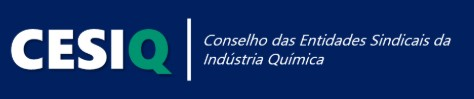 CESIQ
Conselho das Entidades Sindicais da
Indústria Química